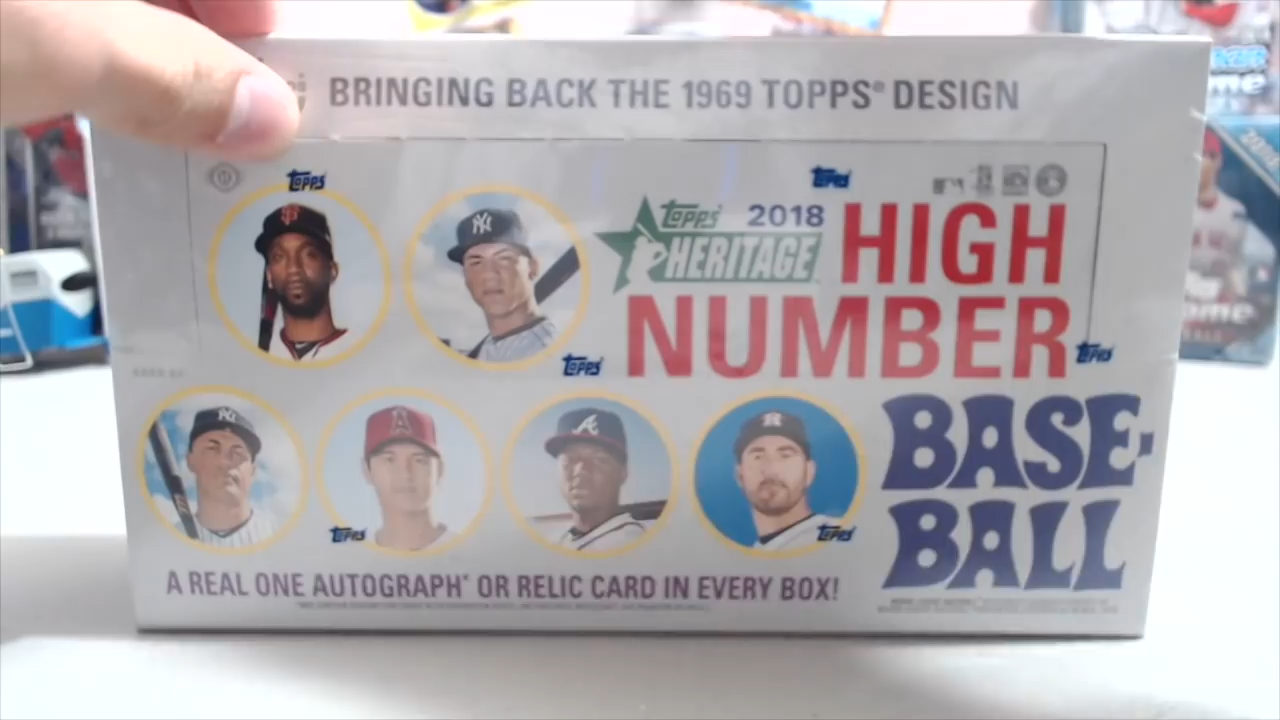 BRINGING BACK THE 1969 TOPPS® DESIGN
TOPPS
TOPPS
TOPPS 2018 HIGH
HERITAGE
NUMBER
TOPPS
TOPPS
BASE-
BALL
TOPPS
TOPPS
A REAL ONE AUTOGRAPH* OR RELIC CARD IN EVERY BOX!